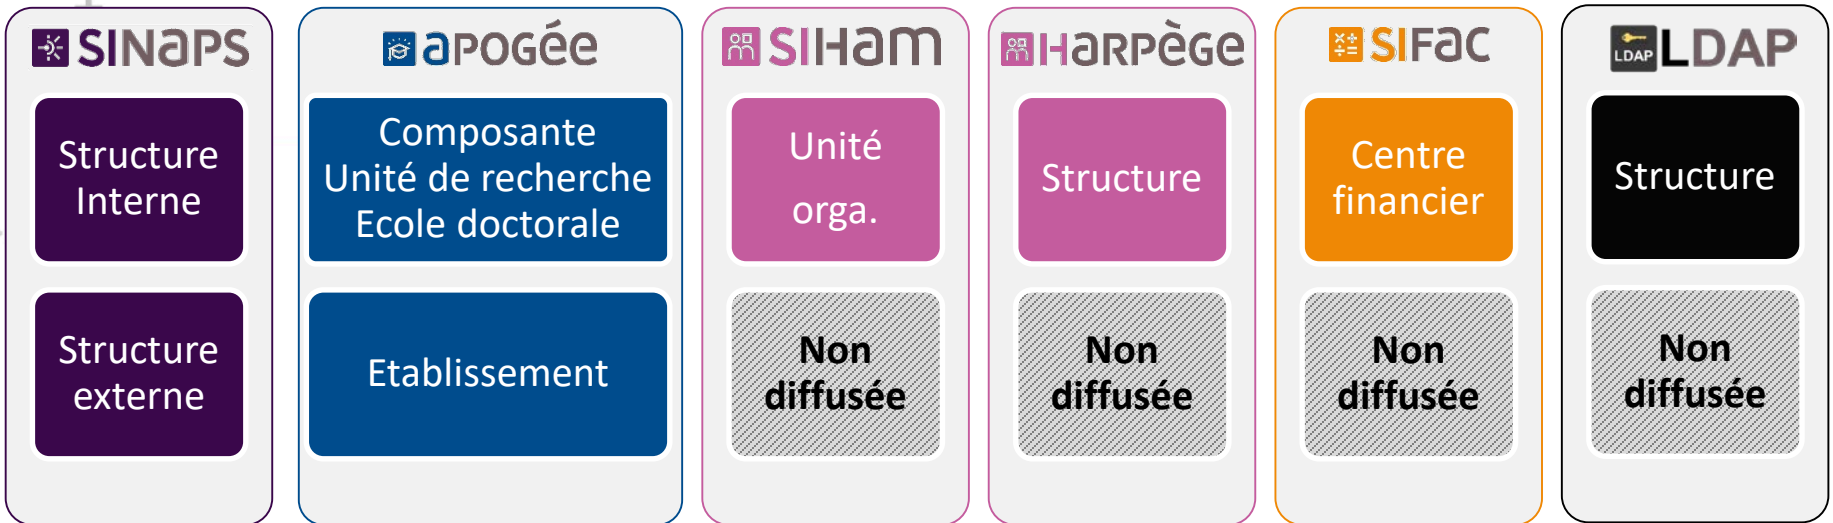 SINAPS
Structure
Interne
Structure
externe
aPOGée
Composante
Unité de recherche
Ecole doctorale
Etablissement
SIHam
Unité
orga.
Non
diffusée
HaRPèGe
Structure
Non
diffusée
SIFaC
Centre
financier
Non
diffusée
LDAP
LDAP
Structure
Non
diffusée